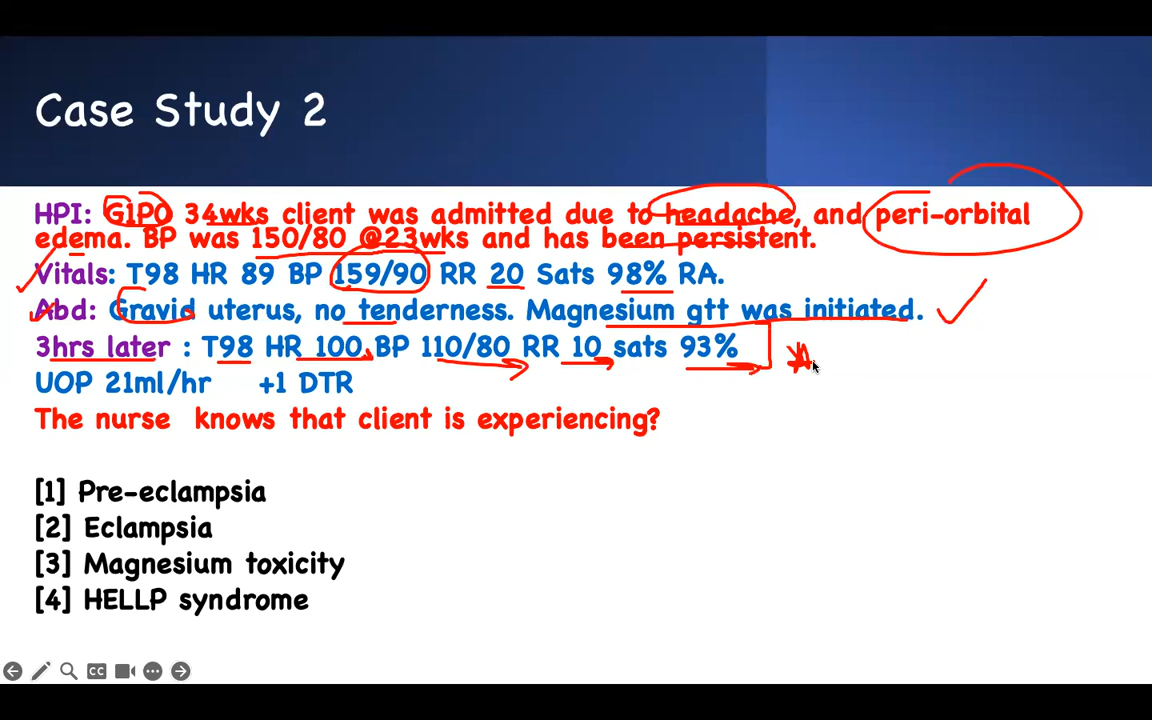 Case Study 2
HPI: G1P0 34wks client was admitted due to headache, and peri-orbital
edema. BP was 150/80 @23wks and has been persistent.
Vitals: T98 HR 89 BP 159/90 RR 20 Sats 98% RA.
Abd: Gravid uterus, no tenderness. Magnesium gtt was initiated.
3hrs later : T98 HR 100 BP 110/80 RR 10 sats 93%
UOP 21ml/hr +1 DTR
The nurse knows that client is experiencing?
[1] Pre-eclampsia
[2] Eclampsia
[3] Magnesium toxicity
[4] HELLP syndrome
CC